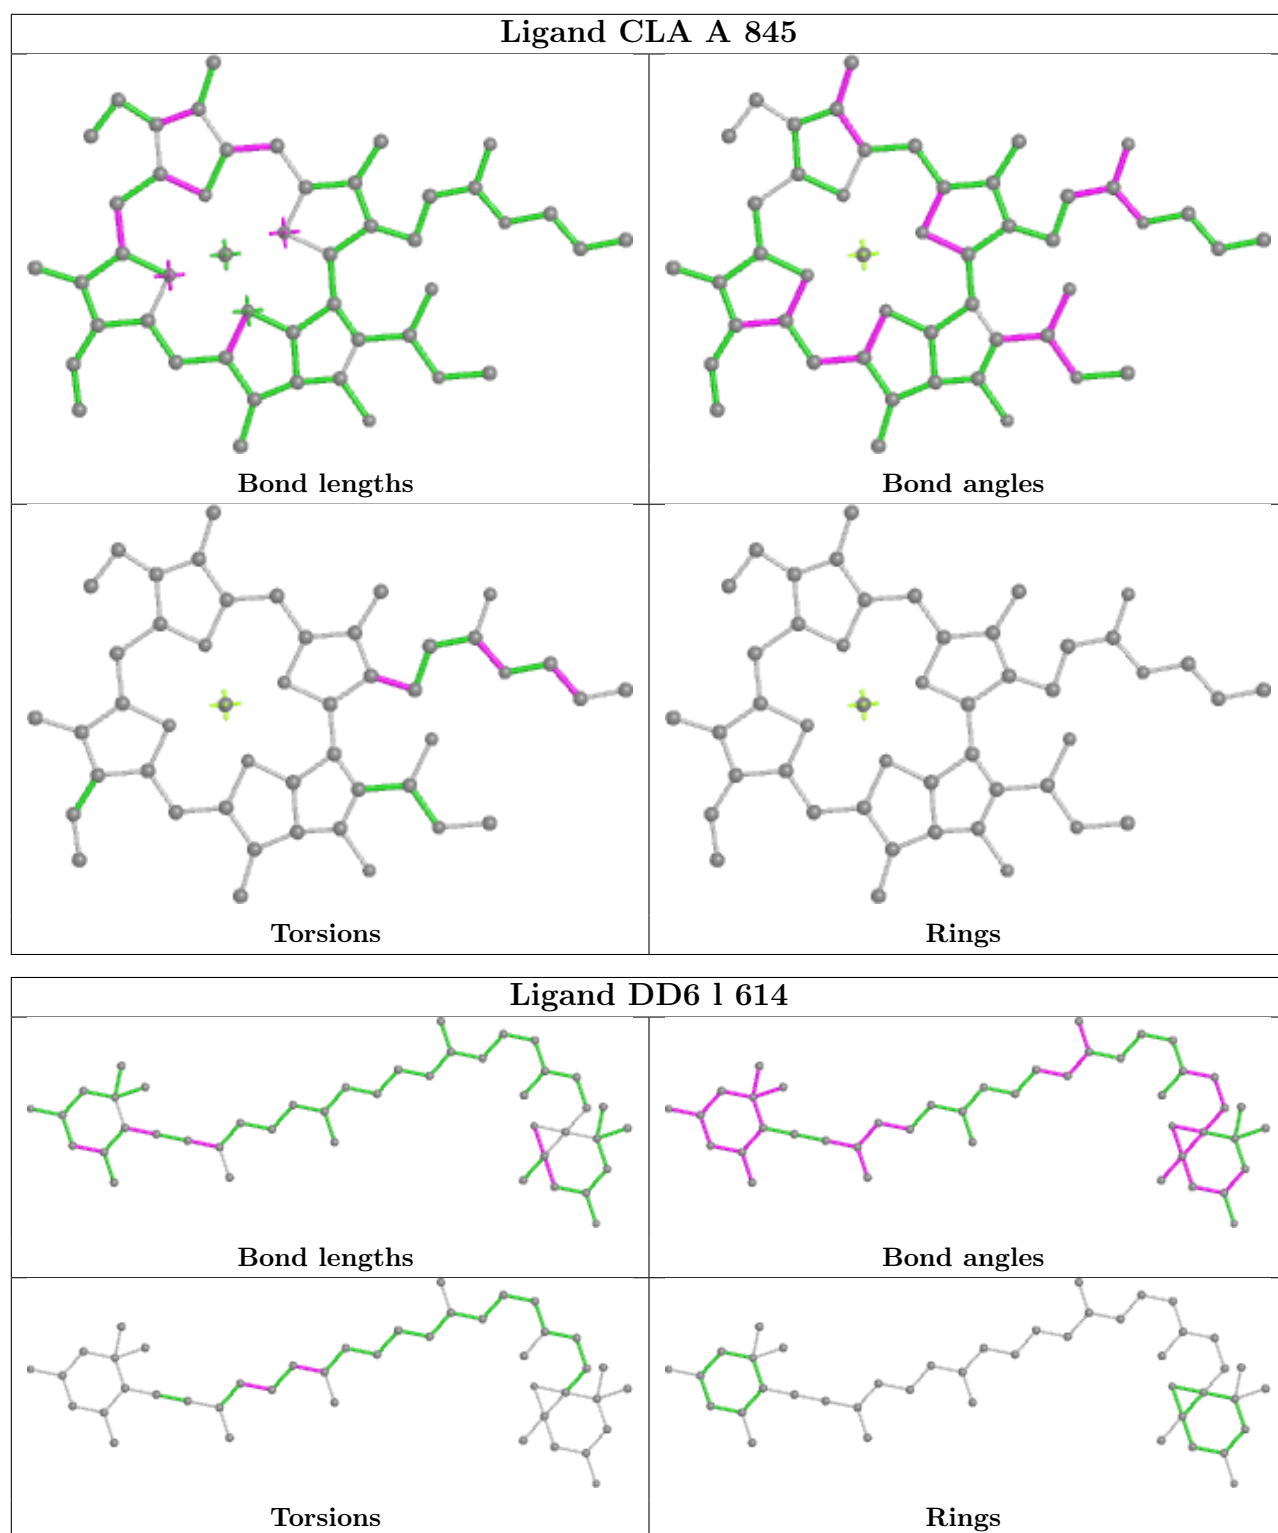 Ligand CLA A 845
Bond lengths
Bond angles
Torsions
Rings
Ligand DD6 l 614
Bond lengths
Bond angles
Torsions
Rings